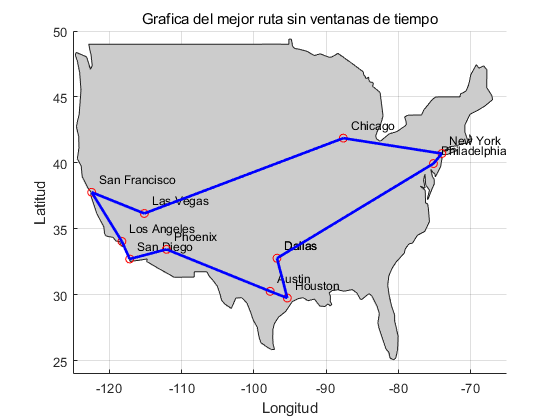 Grafica del mejor ruta sin ventanas de tiempo
50
45
40
35
30
25
Latitud
Chicago
New York
Philadelphia
San Francisco
Las Vegas
Los Angeles
Phoenix
San Diego
Dallas
Austin
Houston
-120
-110
-100
-90
-80
-70
Longitud